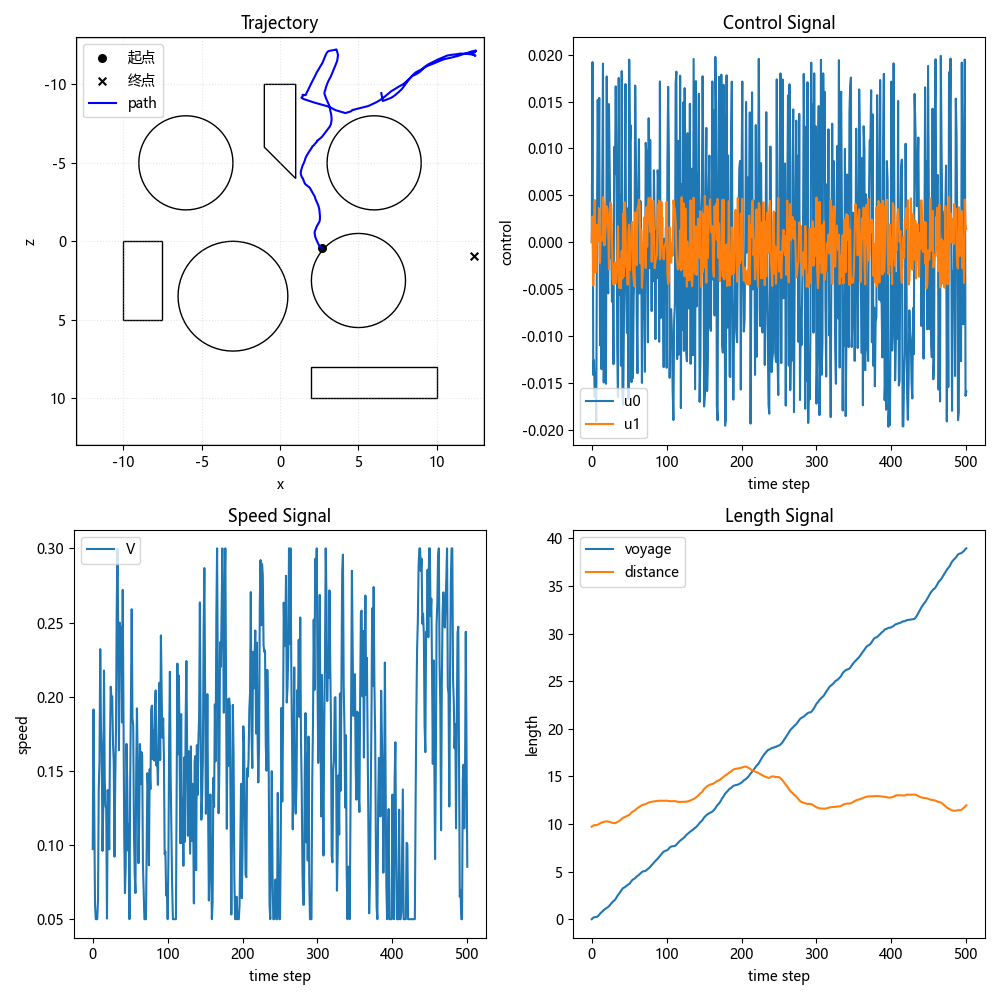 Trajectory
起点
终点
path
-10
-5
0
5
10
z
-10
-5
0
5
10
x
Control Signal
0.020
0.015
0.010
0.005
0.000
-0.005
-0.010
-0.015
-0.020
control
u0
u1
0
100
200
300
400
500
time step
Speed Signal
V
0.30
0.25
0.20
0.15
0.10
0.05
speed
0
100
200
300
400
500
time step
Length Signal
voyage
distance
40
35
30
25
20
15
10
5
0
length
0
100
200
300
400
500
time step